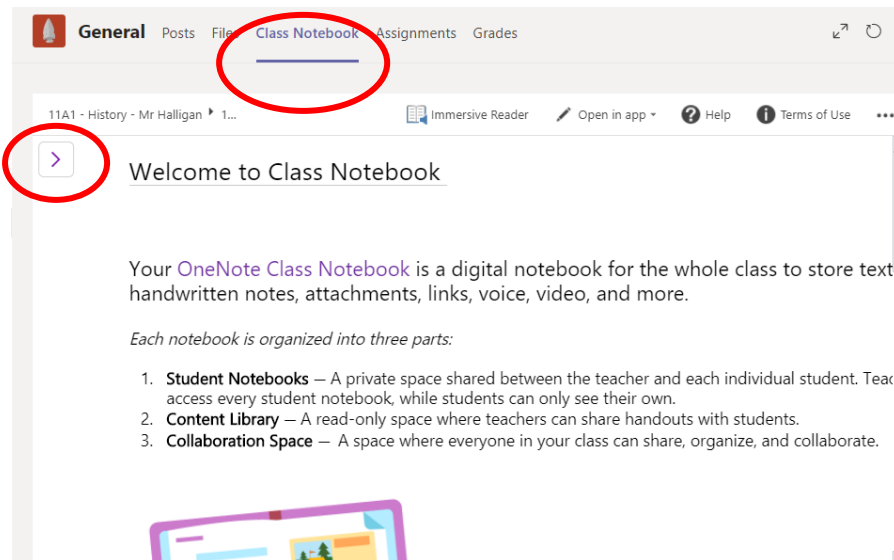 General Posts Files Class Notebook Assignments Grades
11A1 - History - Mr Halligan 1... Immersive Reader Open in app Help Terms of Use ...
Welcome to Class Notebook
Your OneNote Class Notebook is a digital notebook for the whole class to store text
handwritten notes, attachments, links, voice, video, and more.
Each notebook is organized into three parts:
1. Student Notebooks — A private space shared between the teacher and each individual student. Teac
access every student notebook, while students can only see their own.
2. Content Library — A read-only space where teachers can share handouts with students.
3. Collaboration Space — A space where everyone in your class can share, organize, and collaborate.